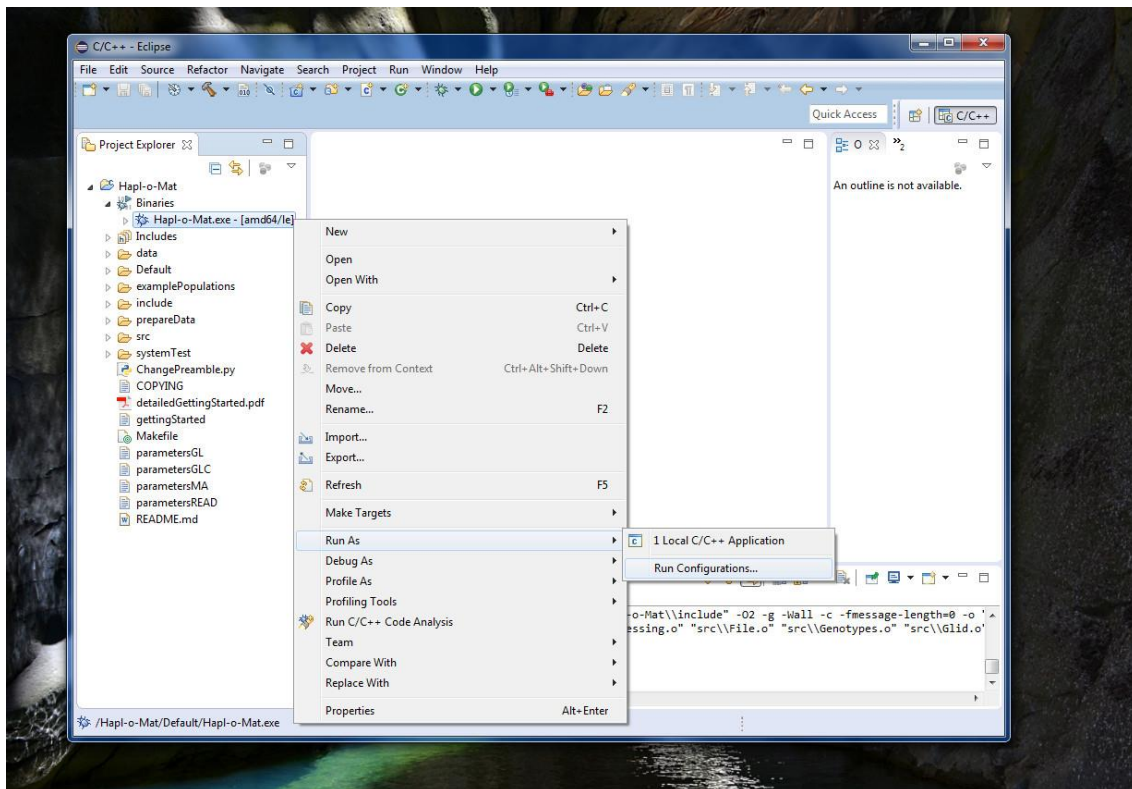 C/C++ - Eclipse
File Edit Source Refactor Navigate Search Project Run Window Help
Quick Access
C/C++
Project Explorer
O
»2
An outline is not available.
Hapl-o-Mat
Binaries
Hapl-o-Mat.exe - [amd64/le]
Includes
data
Default
examplePopulations
include
prepareData
src
systemTest
ChangePreamble.py
COPYING
detailedGettingStarted.pdf
gettingStarted
Makefile
parametersGL
parametersGLC
parametersMA
parametersREAD
README.md
New
Open
Open With
Copy Ctrl+C
Paste Ctrl+V
Delete Delete
Remove from Context Ctrl+Alt+Shift+Down
Move...
Rename... F2
Import...
Export...
Refresh F5
Make Targets
Run As
Debug As
Profile As
Profiling Tools
Run C/C++ Code Analysis
Team
Compare With
Replace With
Properties Alt+Enter
1 Local C/C++ Application
Run Configurations...
-o-Mat\\include" -O2 -g -Wall -c -fmessage-length=0 -o "
essing.o" "src\\File.o" "src\\Genotypes.o" "src\\Glid.o"
/Hapl-o-Mat/Default/Hapl-o-Mat.exe